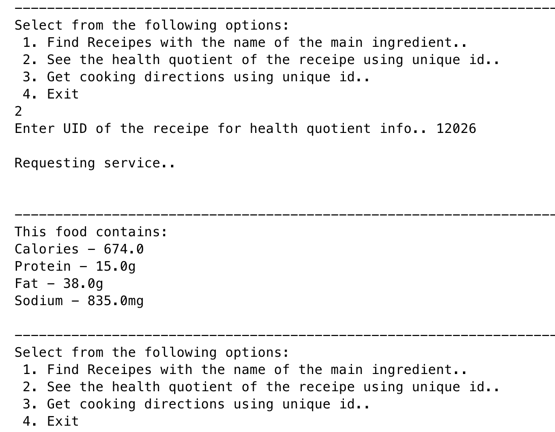 Select from the following options:
1. Find Receipes with the name of the main ingredient..
2. See the health quotient of the receipe using unique id..
3. Get cooking directions using unique id..
4. Exit
2
Enter UID of the receipe for health quotient info.. 12026
Requesting service..
This food contains:
Calories – 674.0
Protein – 15.0g
Fat – 38.0g
Sodium – 835.0mg
Select from the following options:
1. Find Receipes with the name of the main ingredient..
2. See the health quotient of the receipe using unique id..
3. Get cooking directions using unique id..
4. Exit